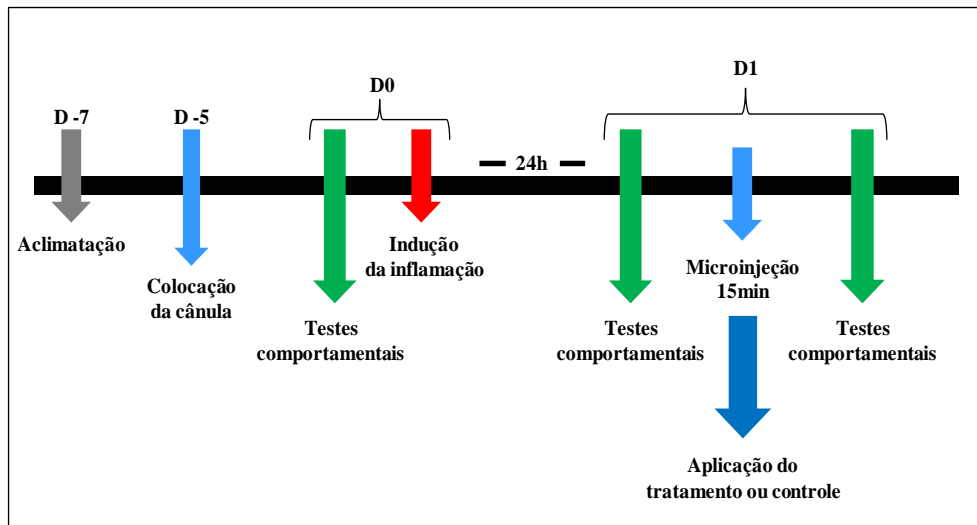 D -7
Aclimatação
D -5
Colocação
da cânula
D0
Testes
comportamentais
Indução
da inflamação
24h
D1
Testes
comportamentais
Microinjeção
15min
Aplicação do
tratamento ou controle
Testes
comportamentais